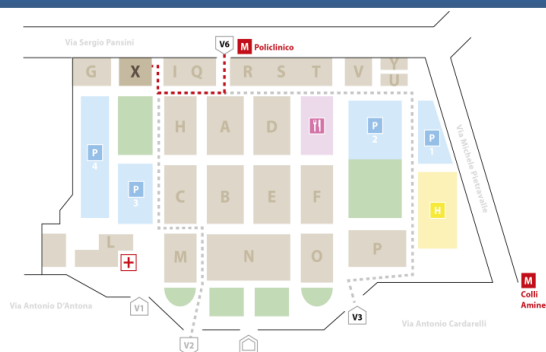 Via Sergio Pansini
V6
M Policlinico
G
X
I Q
R S T
V
Y
U
H
A
D
P
4
P
3
P
2
P
1
Via Michele Pietravalle
C
B
E
F
H
L
M
N
O
P
M
Colli
Aminei
Via Antonio D'Antona
V1
V2
V3
Via Antonio Cardarelli